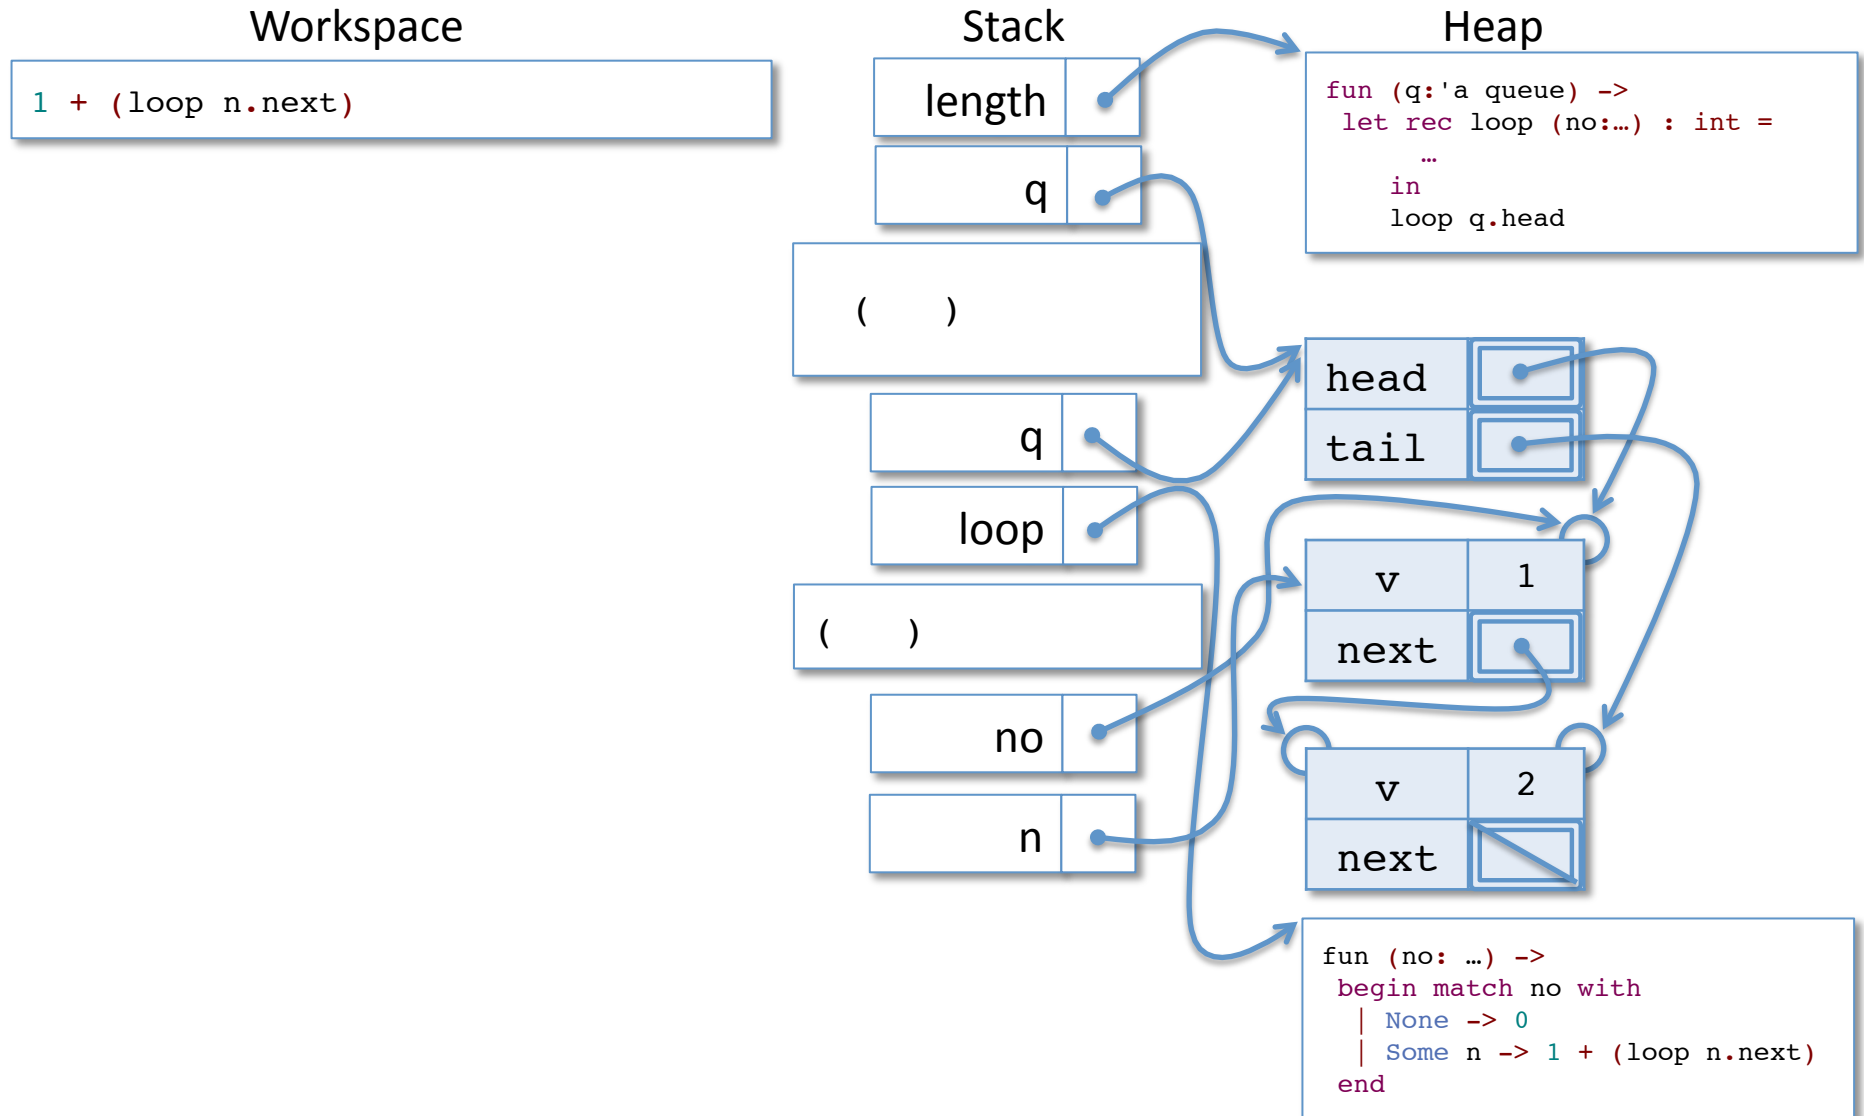 Workspace
Stack
Heap
1 + (loop n.next)
length
q
( )
q
loop
( )
no
n
fun (q:'a queue) ->
let rec loop (no:…) : int =
…
in
loop q.head
head
tail
v 1
next
v 2
next
fun (no: …) ->
begin match no with
| None -> 0
| Some n -> 1 + (loop n.next)
end